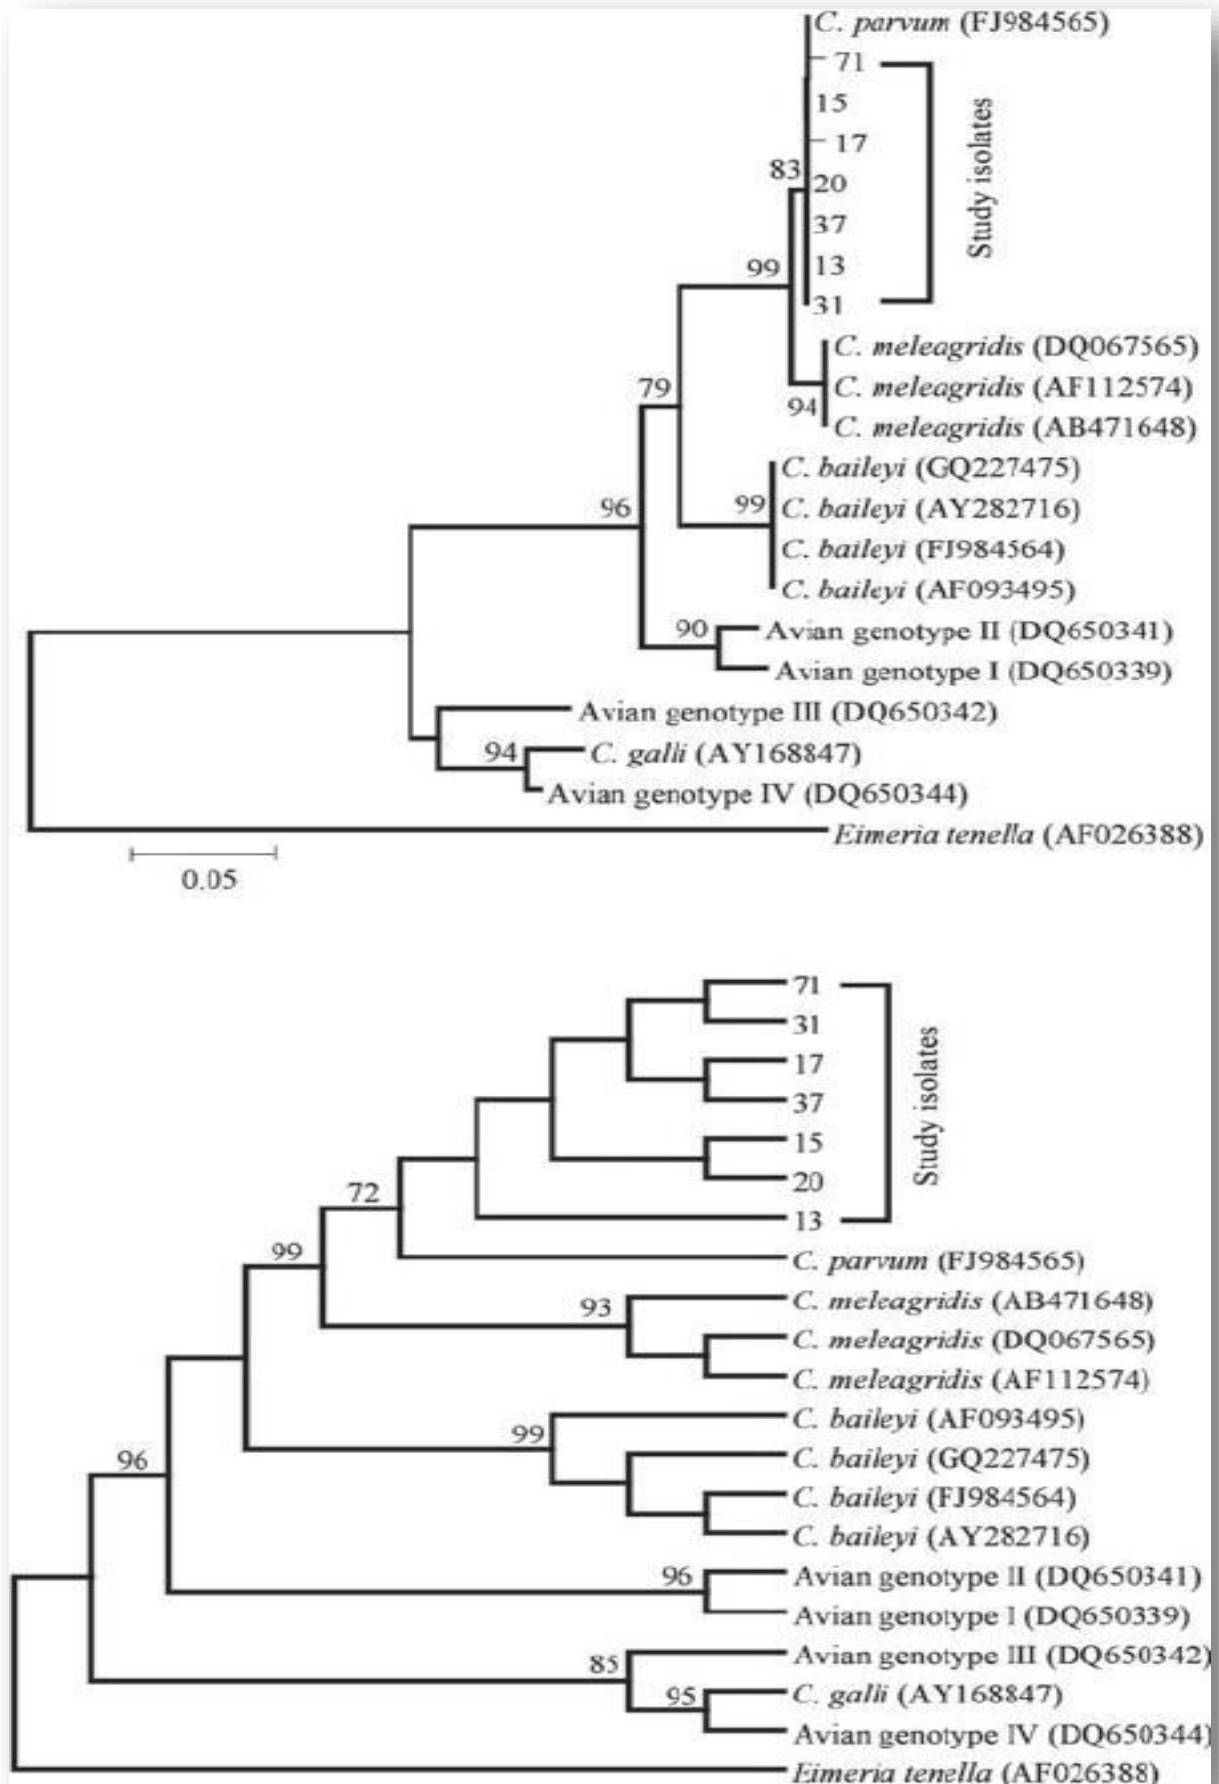 C. parvum (FJ984565)
71
15
17
83
20
37
13
99
31
Study isolates
C. meleagridis (DQ067565)
79
C. meleagridis (AF112574)
94
C. meleagridis (AB471648)
C. baileyi (GQ227475)
96
99
C. baileyi (AY282716)
C. baileyi (FJ984564)
C. baileyi (AF093495)
90
Avian genotype II (DQ650341)
Avian genotype I (DQ650339)
Avian genotype III (DQ650342)
94
C. galli (AY168847)
Avian genotype IV (DQ650344)
Eimeria tenella (AF026388)
0.05
71
31
17
37
15
20
13
Study isolates
72
99
C. parvum (FJ984565)
93
C. meleagridis (AB471648)
C. meleagridis (DQ067565)
C. meleagridis (AF112574)
C. baileyi (AF093495)
99
96
C. baileyi (GQ227475)
C. baileyi (FJ984564)
C. baileyi (AY282716)
96
Avian genotype II (DQ650341)
Avian genotype I (DQ650339)
85
Avian genotype III (DQ650342)
95
C. galli (AY168847)
Avian genotype IV (DQ650344)
Eimeria tenella (AF026388)